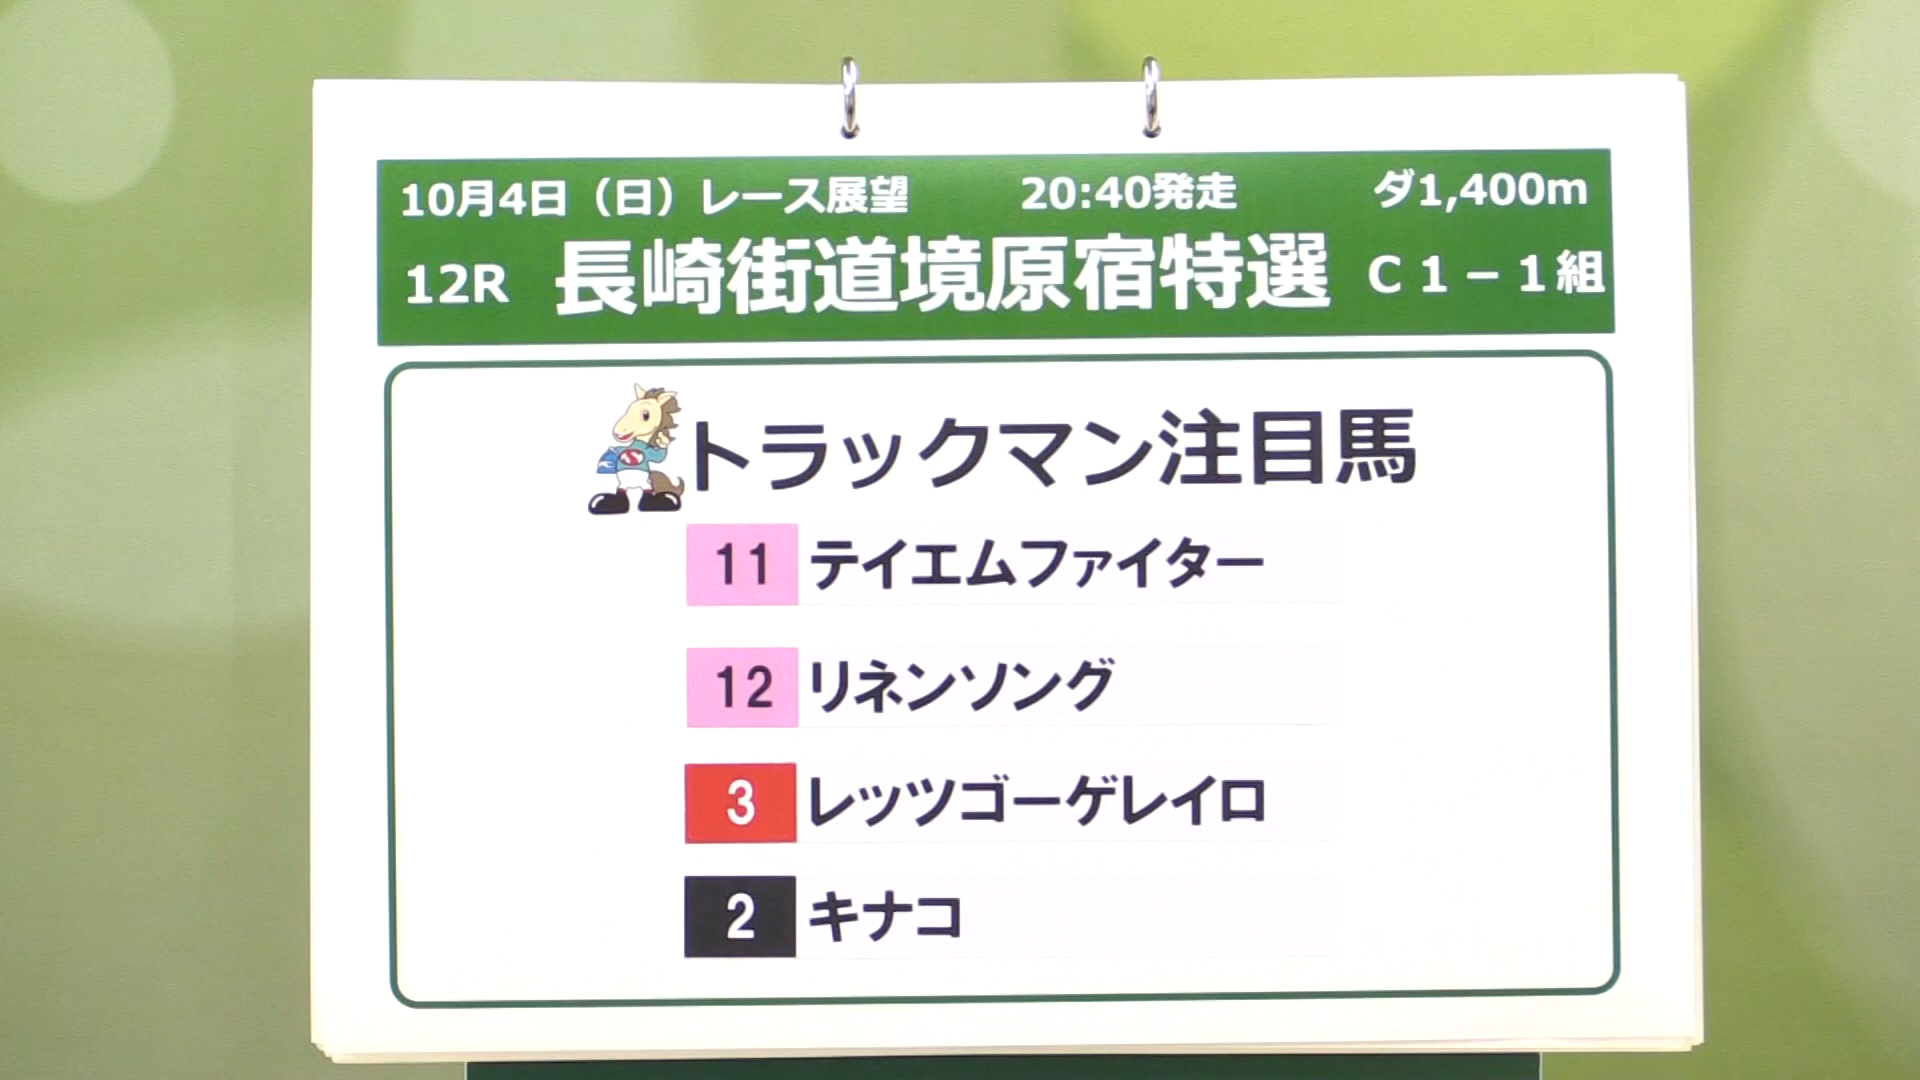 10月4日（日）レース展望 20:40発走 ダ1,400m
12R 長崎街道境原宿特選 C1－1組
トラックマン注目馬
11 テイエムファイター
12 リネンソング
3 レッツゴーゲレイロ
2 キナコ